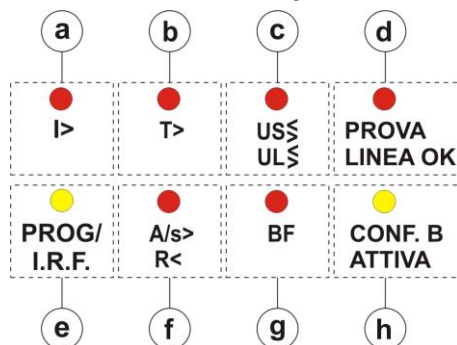 a b c d
I> T> US≶ PROVA
UL≶ LINEA OK
PROG/ A/s> BF CONF. B
I.R.F. R< ATTIVA
e f g h